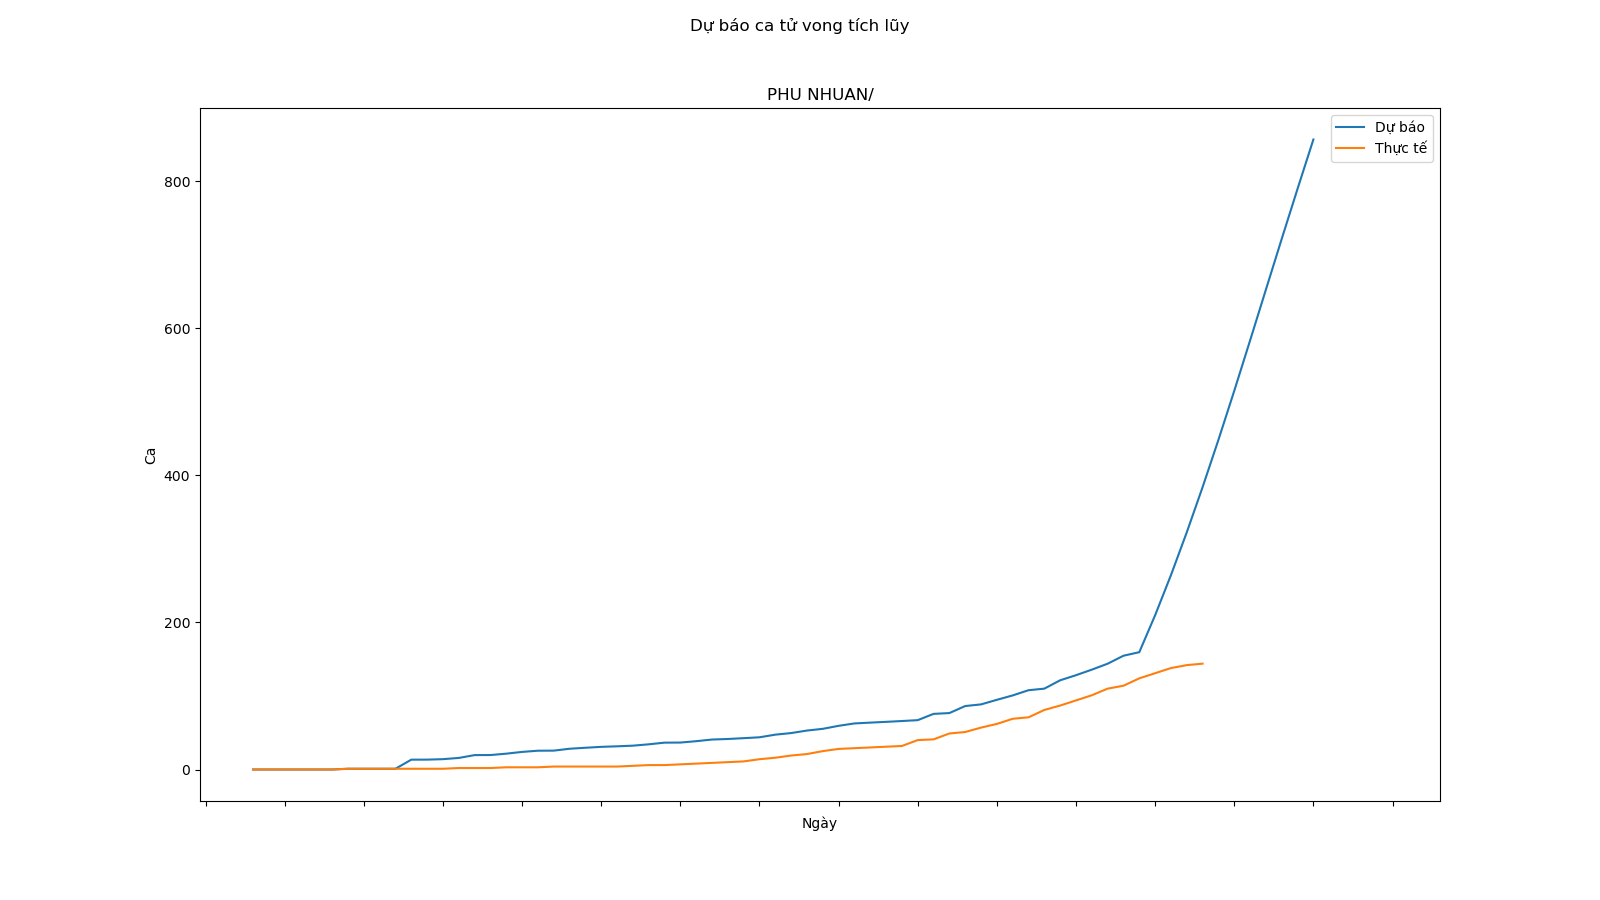 Dự báo ca tử vong tích lũy
PHU NHUAN/
Dự báo
Thực tế
800
600
400
200
0
Ca
Ngày